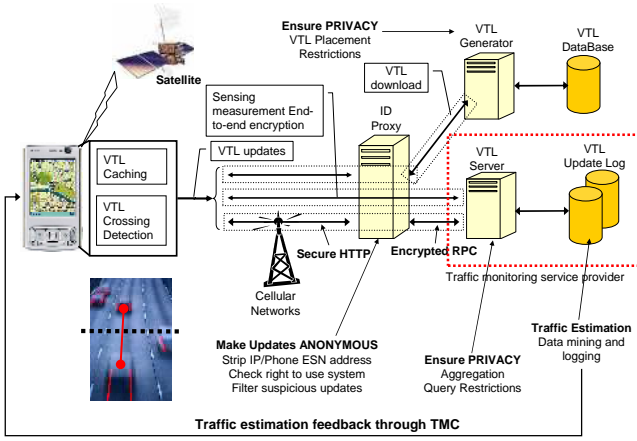 Ensure PRIVACY
VTL Placement
Restrictions
VTL
Generator
VTL
DataBase
Satellite
VTL
download
Sensing
measurement End-
to-end encryption
ID
Proxy
VTL updates
VTL
Caching
VTL
Crossing
Detection
VTL
Server
VTL
Update Log
Secure HTTP
Encrypted RPC
Cellular
Networks
Traffic monitoring service provider
Make Updates ANONYMOUS
Strip IP/Phone ESN address
Check right to use system
Filter suspicious updates
Ensure PRIVACY
Aggregation
Query Restrictions
Traffic Estimation
Data mining and
logging
Traffic estimation feedback through TMC